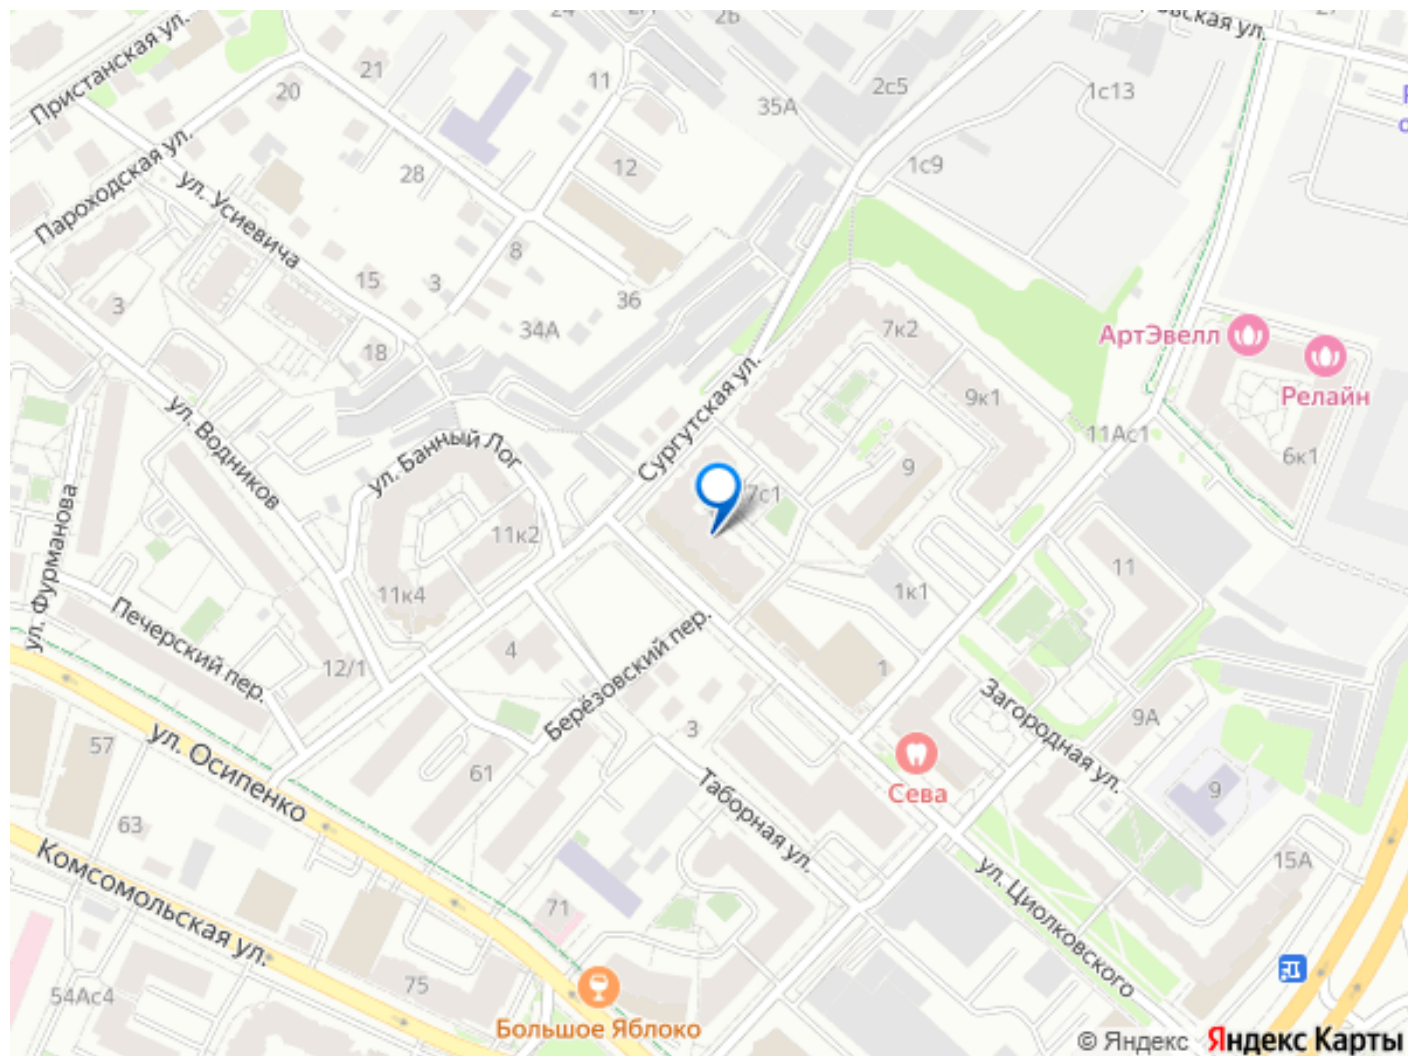 Пристанская ул.
24
2Б
21
20
11
35А
2с5
1с13
27
Пароходская ул.
28
12
1с9
ул. Усиевича
3
15
3
8
36
34А
18
7к2
АртЭвелл
Релайн
9к1
11Ас1
6к1
ул. Водников
ул. Банный Лог
Сургутская ул.
7с1
9
ул. Фурманова
11к2
11к4
1к1
11
Печерский пер.
12/1
4
Берёзовский пер.
1
Загородная ул.
9А
57
ул. Осипенко
61
3
Таборная ул.
Сева
9
63
Комсомольская ул.
71
15А
ул. Циолковского
54Ас4
75
Большое Яблоко
© Яндекс Яндекс Карты